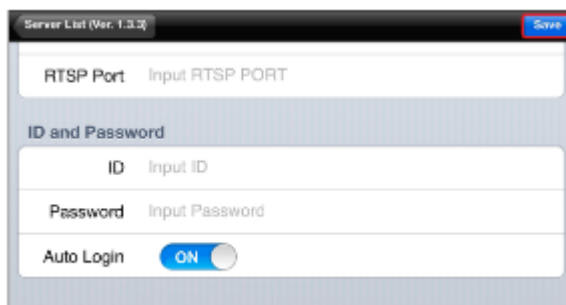 Server List (Ver. 1.3.3)
Save
RTSP Port Input RTSP PORT
ID and Password
ID Input ID
Password Input Password
Auto Login ON